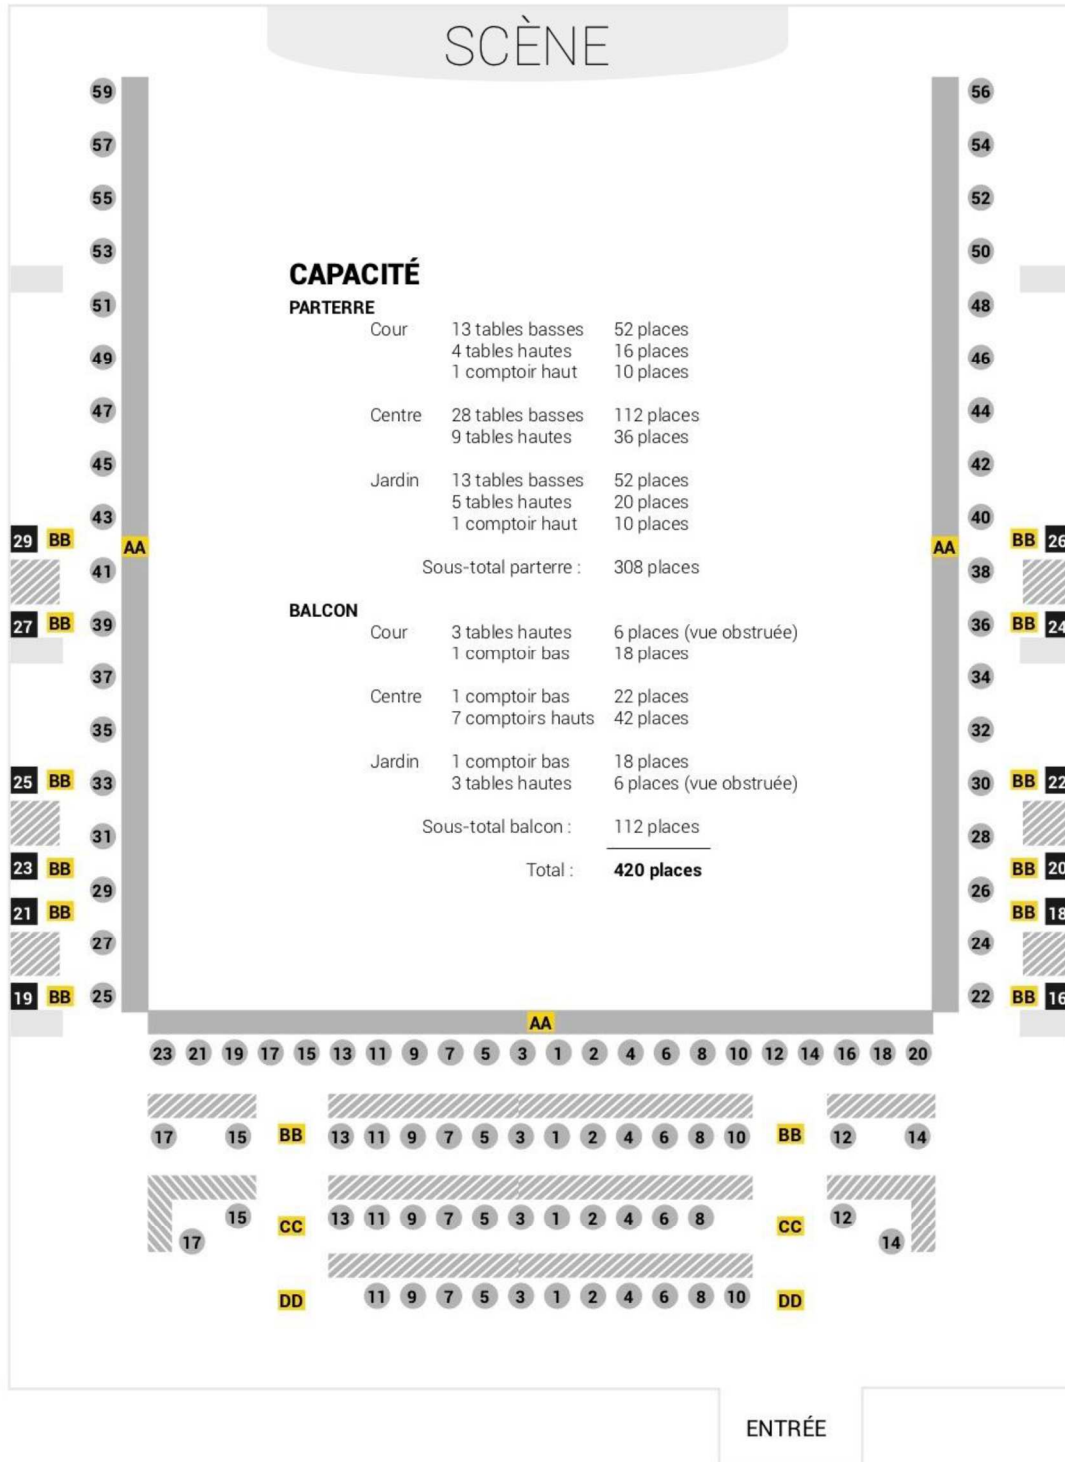 SCÈNE
59 56
57 54
55 52
53 50
CAPACITÉ
PARTERRE
51 48
Cour 13 tables basses 52 places
4 tables hautes 16 places
49 46
1 comptoir haut 10 places
47 44
Centre 28 tables basses 112 places
9 tables hautes 36 places
45 42
Jardin 13 tables basses 52 places
5 tables hautes 20 places
43 40
1 comptoir haut 10 places
29 BB BB 26
AA AA
41 38
Sous-total parterre : 308 places
BALCON
27 BB 39 36 BB 24
Cour 3 tables hautes 6 places (vue obstruée)
1 comptoir bas 18 places
37 34
Centre 1 comptoir bas 22 places
7 comptoirs hauts 42 places
35 32
Jardin 1 comptoir bas 18 places
25 BB 33 30 BB 22
3 tables hautes 6 places (vue obstruée)
Sous-total balcon : 112 places
31 28
23 BB BB 20
Total : 420 places
29 26
21 BB BB 18
27 24
19 BB 25 22 BB 16
AA
23 21 19 17 15 13 11 9 7 5 3 1 2 4 6 8 10 12 14 16 18 20
17 15 BB 13 11 9 7 5 3 1 2 4 6 8 10 BB 12 14
15 CC 13 11 9 7 5 3 1 2 4 6 8 CC 12
17 14
DD 11 9 7 5 3 1 2 4 6 8 10 DD
ENTRÉE